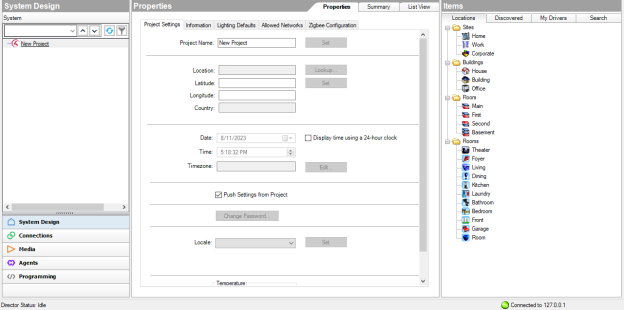 System Design
System
New Project
System Design
Connections
Media
Agents
Programming
Director Status: Idle
Properties
Properties
Summary
List View
Project Settings
Information
Lighting Defaults
Allowed Networks
Zigbee Configuration
Project Name:
New Project
Set
Location:
Lookup...
Latitude:
Set
Longitude:
Country:
Date:
8/11/2023
Display time using a 24-hour clock
Time:
5:10:32 PM
Timezone:
Edit...
Push Settings from Project
Change Password...
Locale:
Set
Temperature:
Items
Locations
Discovered
My Drivers
Search
Sites
Home
Work
Corporate
Buildings
House
Building
Office
Room
Main
First
Second
Basement
Rooms
Theater
Foyer
Living
Dining
Kitchen
Laundry
Bathroom
Bedroom
Front
Garage
Room
Connected to 127.0.0.1